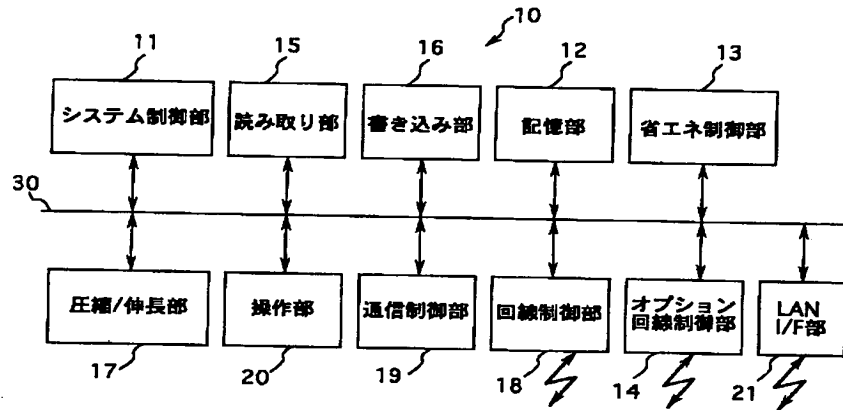 10
11
15
16
12
13
システム制御部
読み取り部
書き込み部
記憶部
省エネ制御部
30
圧縮/伸長部
操作部
通信制御部
回線制御部
オプション
回線制御部
LAN
I/F部
17
20
19
18
14
21